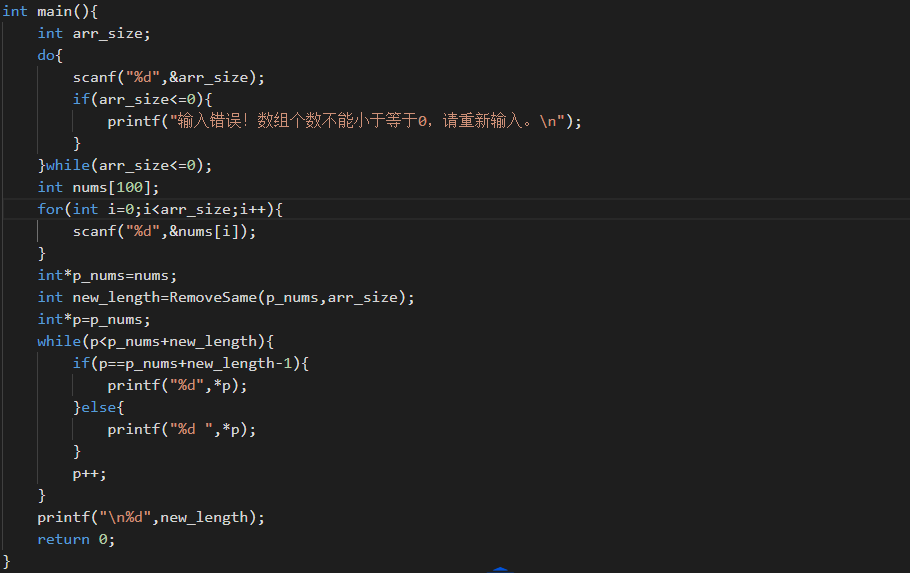 int main(){
    int arr_size;
    do{
        scanf("%d",&arr_size);
        if(arr_size<=0){
            printf("输入错误！数组个数不能小于等于0，请重新输入。\n");
        }
    }while(arr_size<=0);
    int nums[100];
    for(int i=0;i<arr_size;i++){
        scanf("%d",&nums[i]);
    }
    int*p_nums=nums;
    int new_length=RemoveSame(p_nums,arr_size);
    int*p=p_nums;
    while(p<p_nums+new_length){
        if(p==p_nums+new_length-1){
            printf("%d",*p);
        }else{
            printf("%d ",*p);
        }
        p++;
    }
    printf("\n%d",new_length);
    return 0;
}